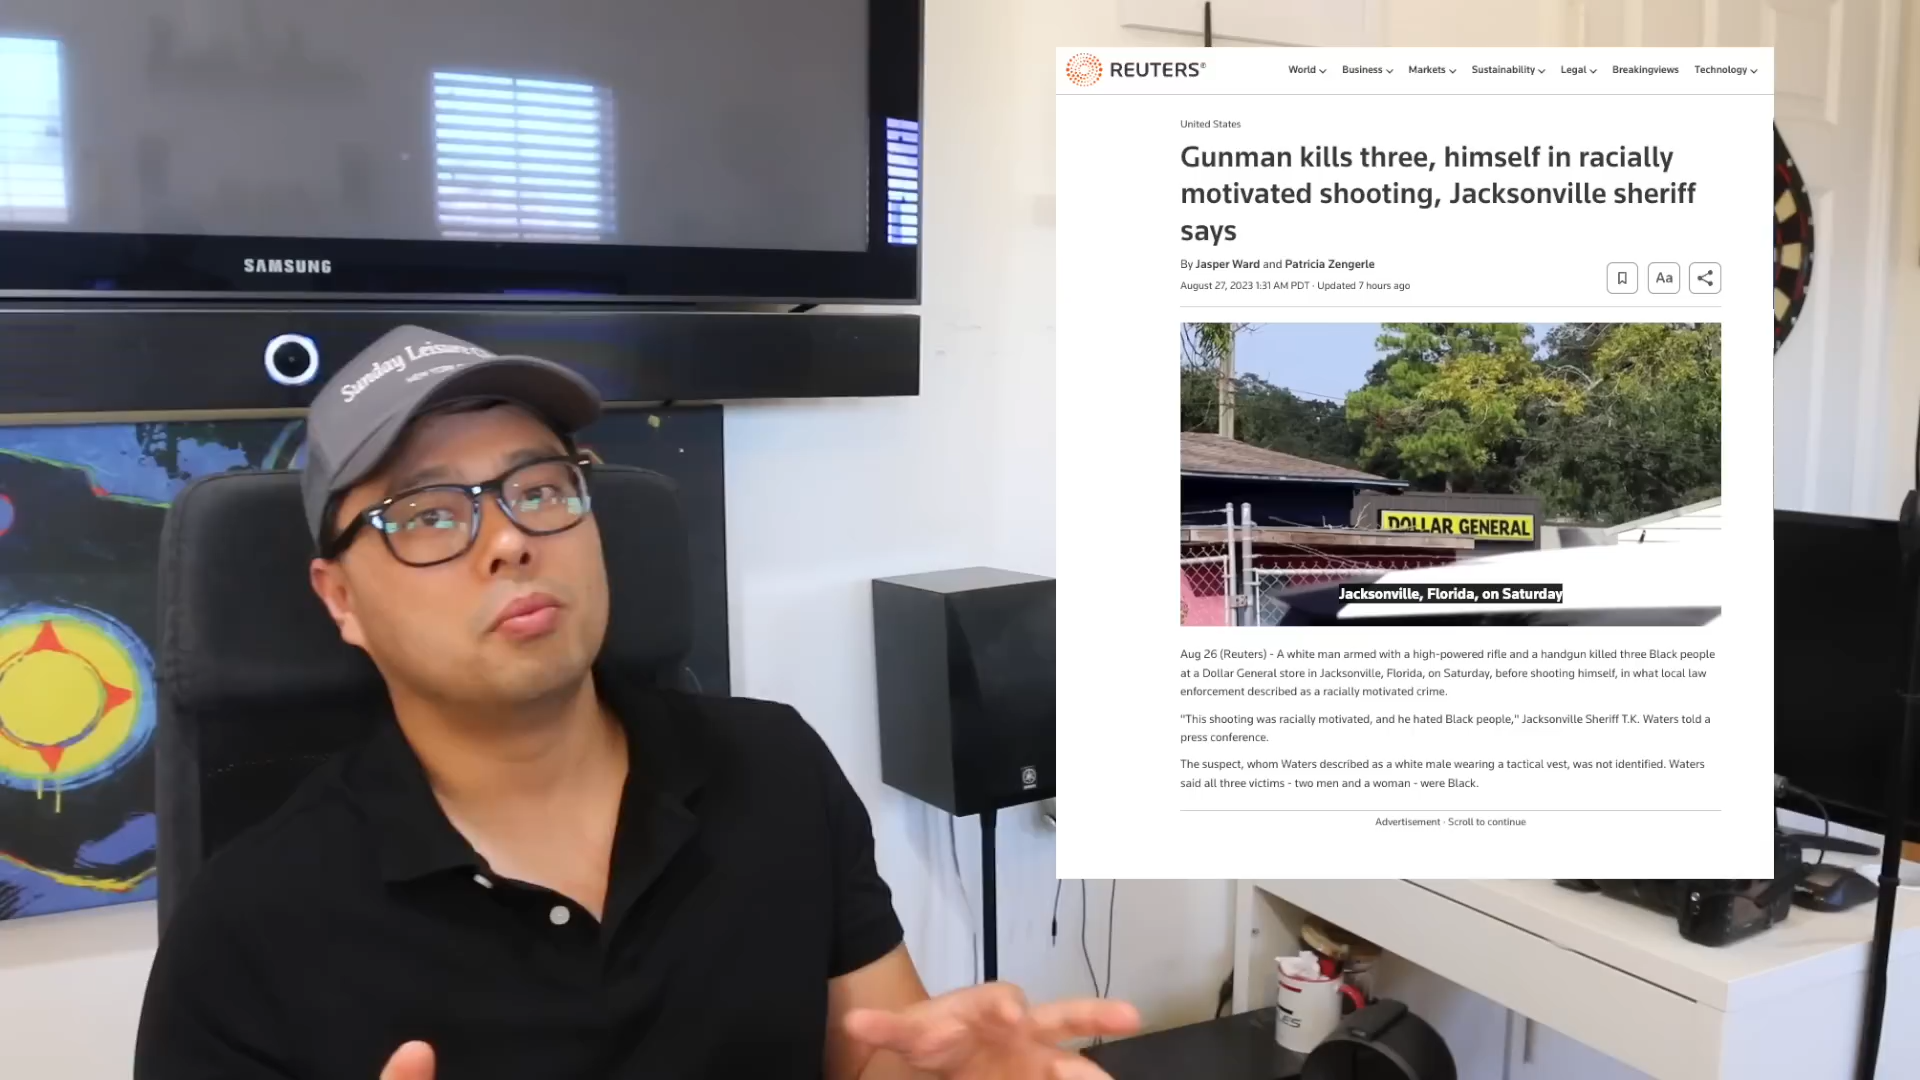 SAMSUNG
Sunday Leisure
REUTERS
World Business Markets Sustainability Legal Breakingviews Technology
United States
Gunman kills three, himself in racially
motivated shooting, Jacksonville sheriff
says
By Jasper Ward and Patricia Zengerle
August 27, 2023 1:31 AM PDT · Updated 7 hours ago
Aa
DOLLAR GENERAL
Jacksonville, Florida, on Saturday
Aug 26 (Reuters) - A white man armed with a high-powered rifle and a handgun killed three Black people
at a Dollar General store in Jacksonville, Florida, on Saturday, before shooting himself, in what local law
enforcement described as a racially motivated crime.
"This shooting was racially motivated, and he hated Black people," Jacksonville Sheriff T.K. Waters told a
press conference.
The suspect, whom Waters described as a white male wearing a tactical vest, was not identified. Waters
said all three victims - two men and a woman - were Black.
Advertisement · Scroll to continue